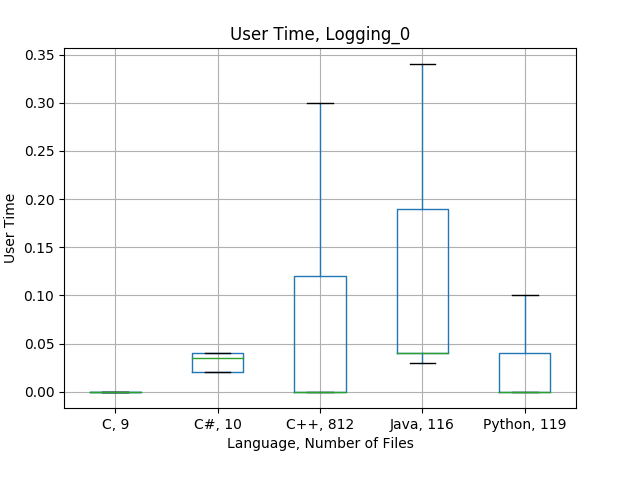 User Time, Logging_0
0.35
0.30
0.25
0.20
0.15
0.10
0.05
0.00
User Time
C, 9
C#, 10
C++, 812
Java, 116
Python, 119
Language, Number of Files